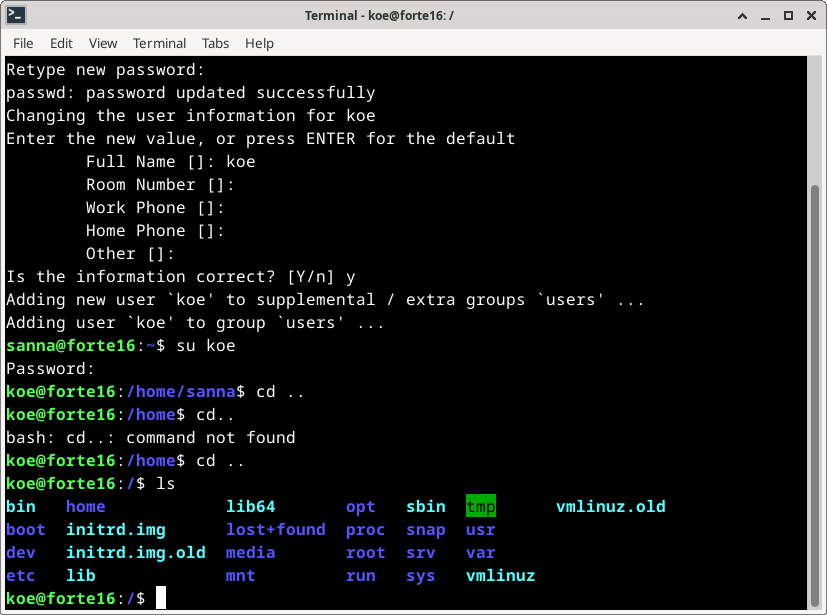 Terminal - koe@forte16: /
File Edit View Terminal Tabs Help
Retype new password:
passwd: password updated successfully
Changing the user information for koe
Enter the new value, or press ENTER for the default
        Full Name []: koe
        Room Number []:
        Work Phone []:
        Home Phone []:
        Other []:
Is the information correct? [Y/n] y
Adding new user `koe' to supplemental / extra groups `users' ...
Adding user `koe' to group `users' ...
sanna@forte16:~$ su koe
Password:
koe@forte16:/home/sanna$ cd ..
koe@forte16:/home$ cd..
bash: cd..: command not found
koe@forte16:/home$ cd ..
koe@forte16:/$ ls
bin   home            lib64       opt   sbin  tmp      vmlinuz.old
boot  initrd.img      lost+found  proc  snap  usr
dev   initrd.img.old  media       root  srv   var
etc   lib             mnt         run   sys   vmlinuz
koe@forte16:/$